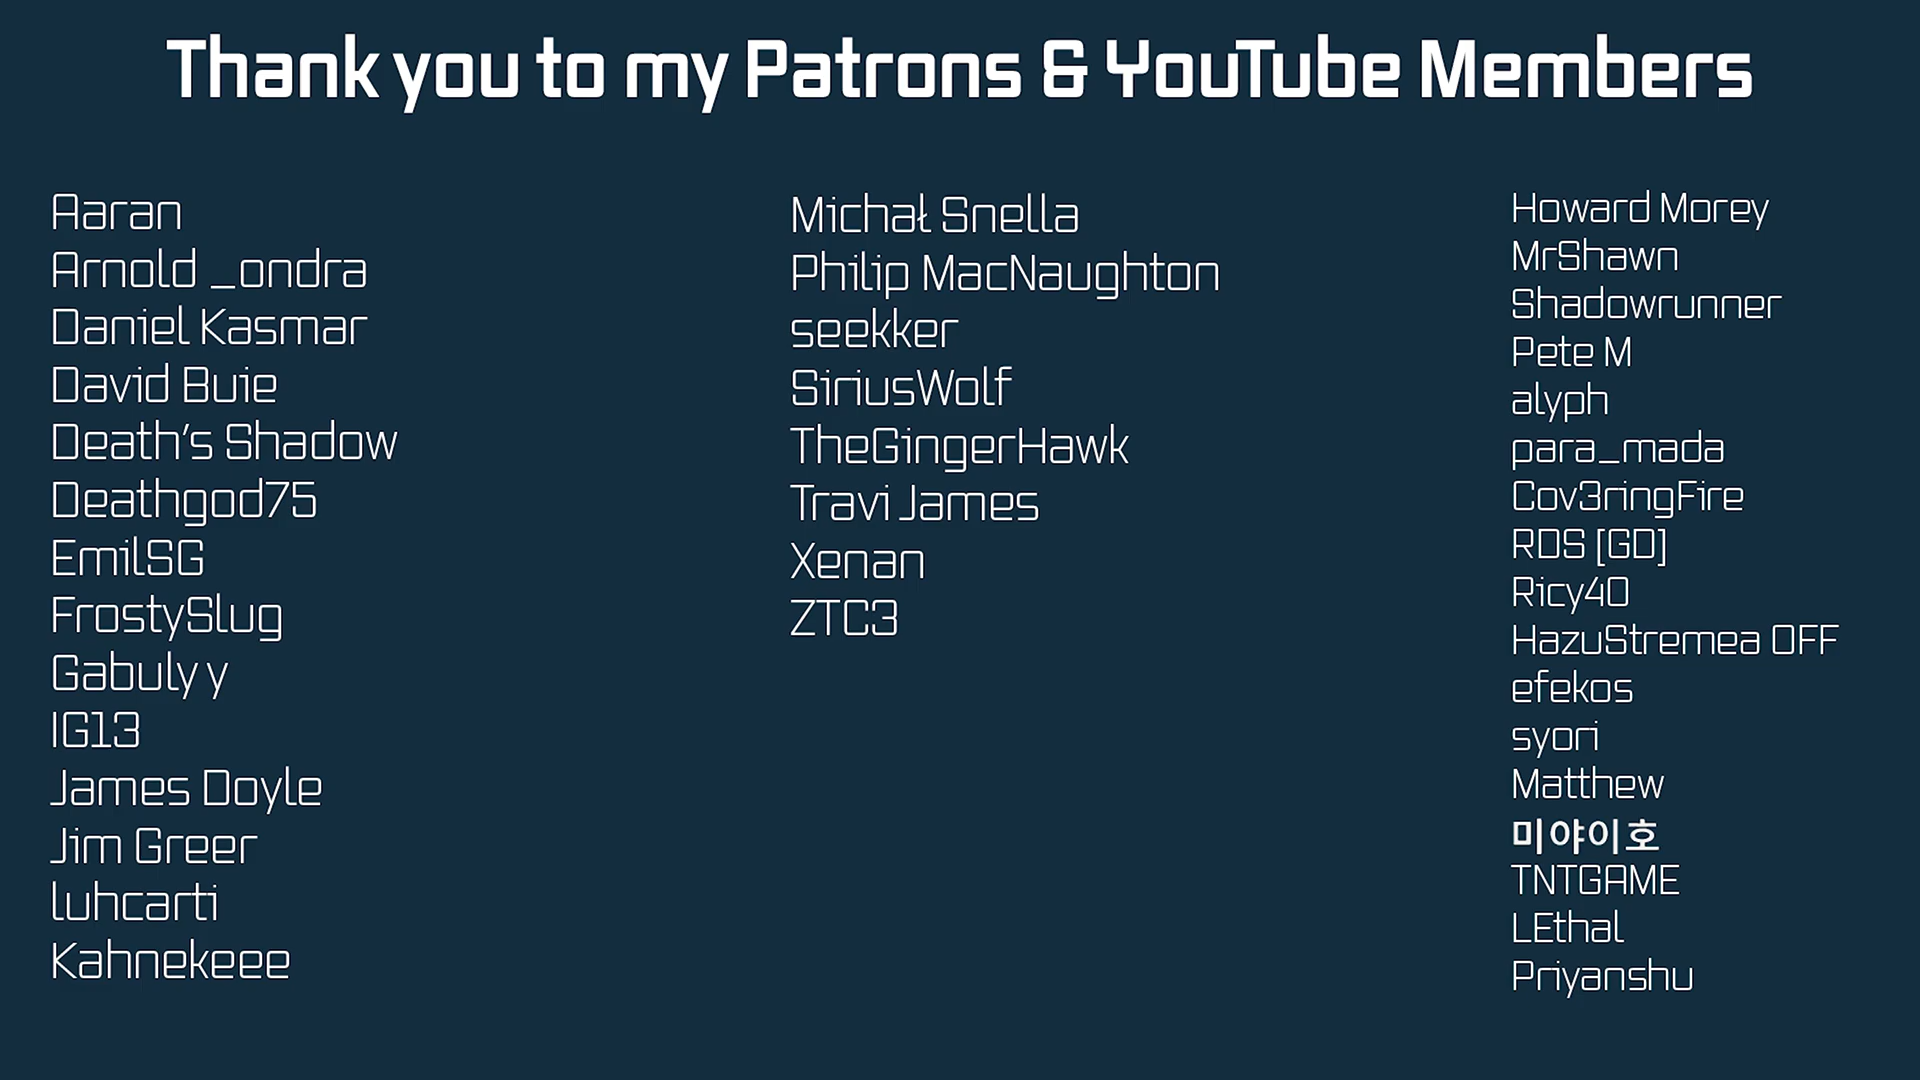 Thank you to my Patrons & YouTube Members
Aaran
Arnold _ondra
Daniel Kasmar
David Buie
Death's Shadow
Deathgod75
EmilSG
FrostySlug
Gabuly y
IG13
James Doyle
Jim Greer
luhcarti
Kahnekeee
Michał Snella
Philip MacNaughton
seekker
SiriusWolf
TheGingerHawk
Travi James
Xenan
ZTC3
Howard Morey
MrShawn
Shadowrunner
Pete M
alyph
para_mada
Cov3ringFire
RDS [GD]
Ricy40
HazuStremea OFF
efekos
syori
Matthew
미야이호
TNTGAME
LEthal
Priyanshu